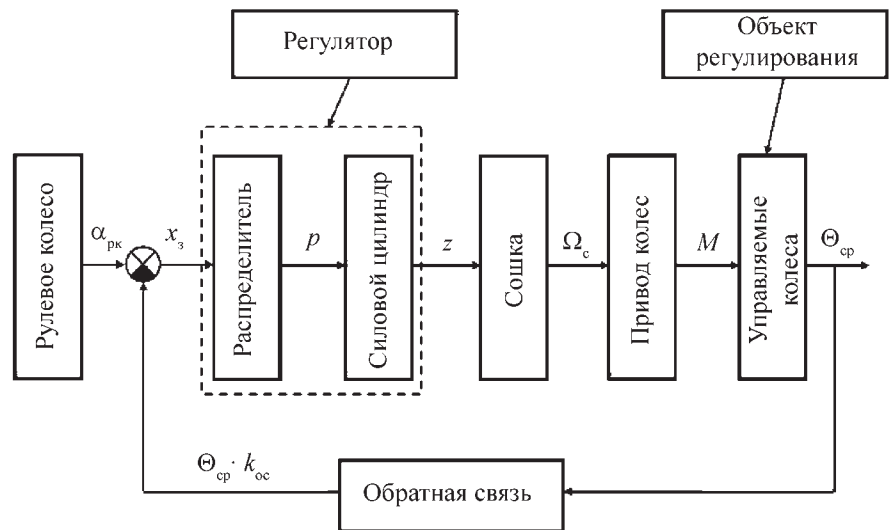 Регулятор
Объект
регулирования
Рулевое колесо
α_рк
x_з
Распределитель
p
Силовой цилиндр
z
Сошка
Ω_с
Привод колес
M
Управляемые
колеса
Θ_ср
Θ_ср · k_ос
Обратная связь